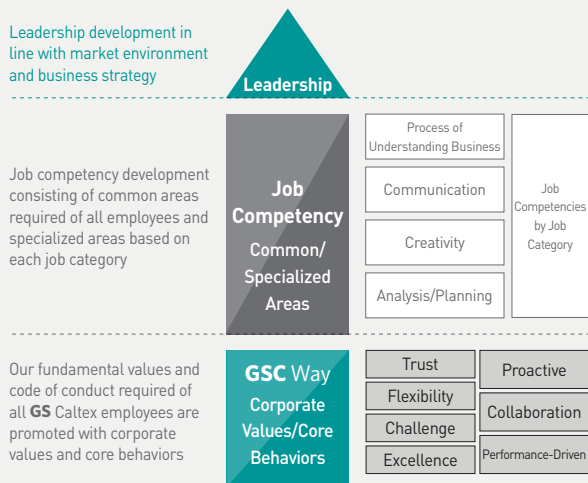 Leadership development in
line with market environment
and business strategy
Leadership
Job competency development
consisting of common areas
required of all employees and
specialized areas based on
each job category
Job
Competency
Common/
Specialized
Areas
Process of
Understanding Business
Communication
Creativity
Analysis/Planning
Job
Competencies
by Job
Category
Our fundamental values and
code of conduct required of
all GS Caltex employees are
promoted with corporate
values and core behaviors
GSC Way
Corporate
Values/Core
Behaviors
Trust
Flexibility
Challenge
Excellence
Proactive
Collaboration
Performance-Driven